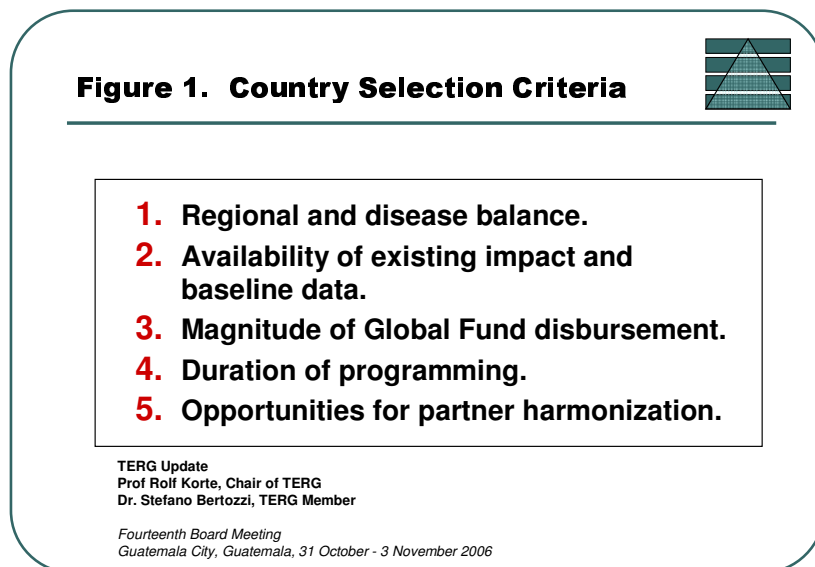 Figure 1. Country Selection Criteria
1. Regional and disease balance.
2. Availability of existing impact and
baseline data.
3. Magnitude of Global Fund disbursement.
4. Duration of programming.
5. Opportunities for partner harmonization.
TERG Update
Prof Rolf Korte, Chair of TERG
Dr. Stefano Bertozzi, TERG Member
Fourteenth Board Meeting
Guatemala City, Guatemala, 31 October - 3 November 2006